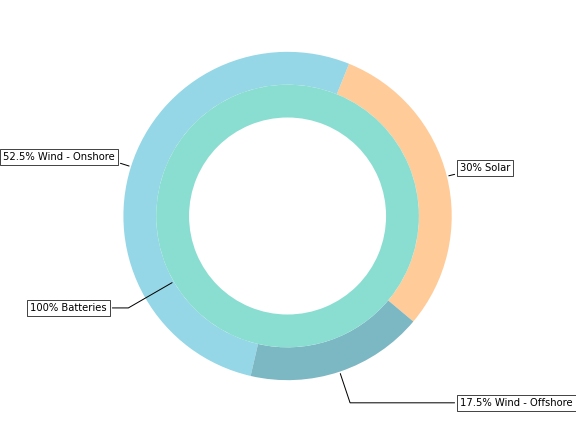 52.5% Wind - Onshore
30% Solar
100% Batteries
17.5% Wind - Offshore